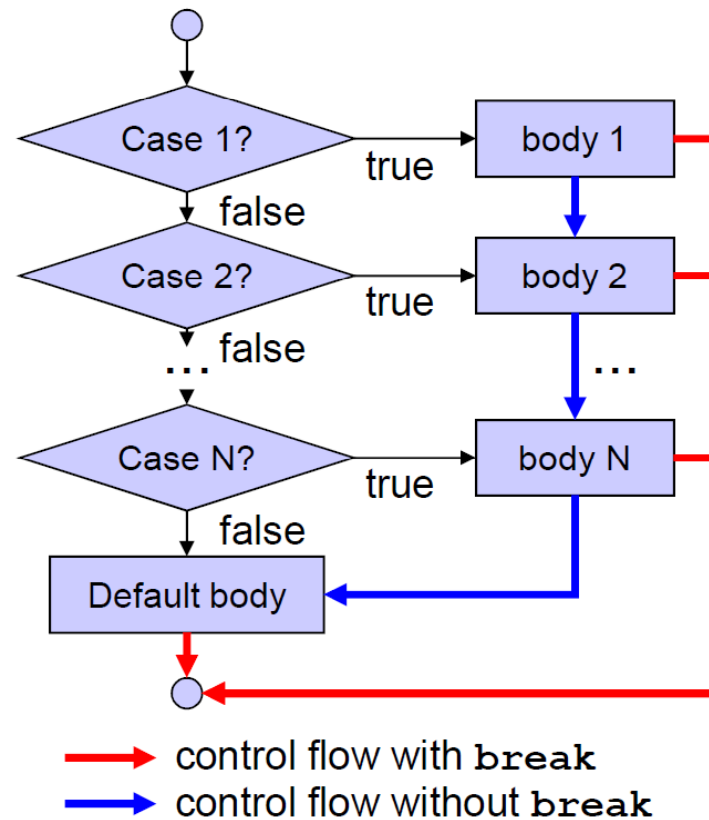 Case 1?
true
body 1
false
Case 2?
true
body 2
false
...
...
Case N?
true
body N
false
Default body
control flow with break
control flow without break